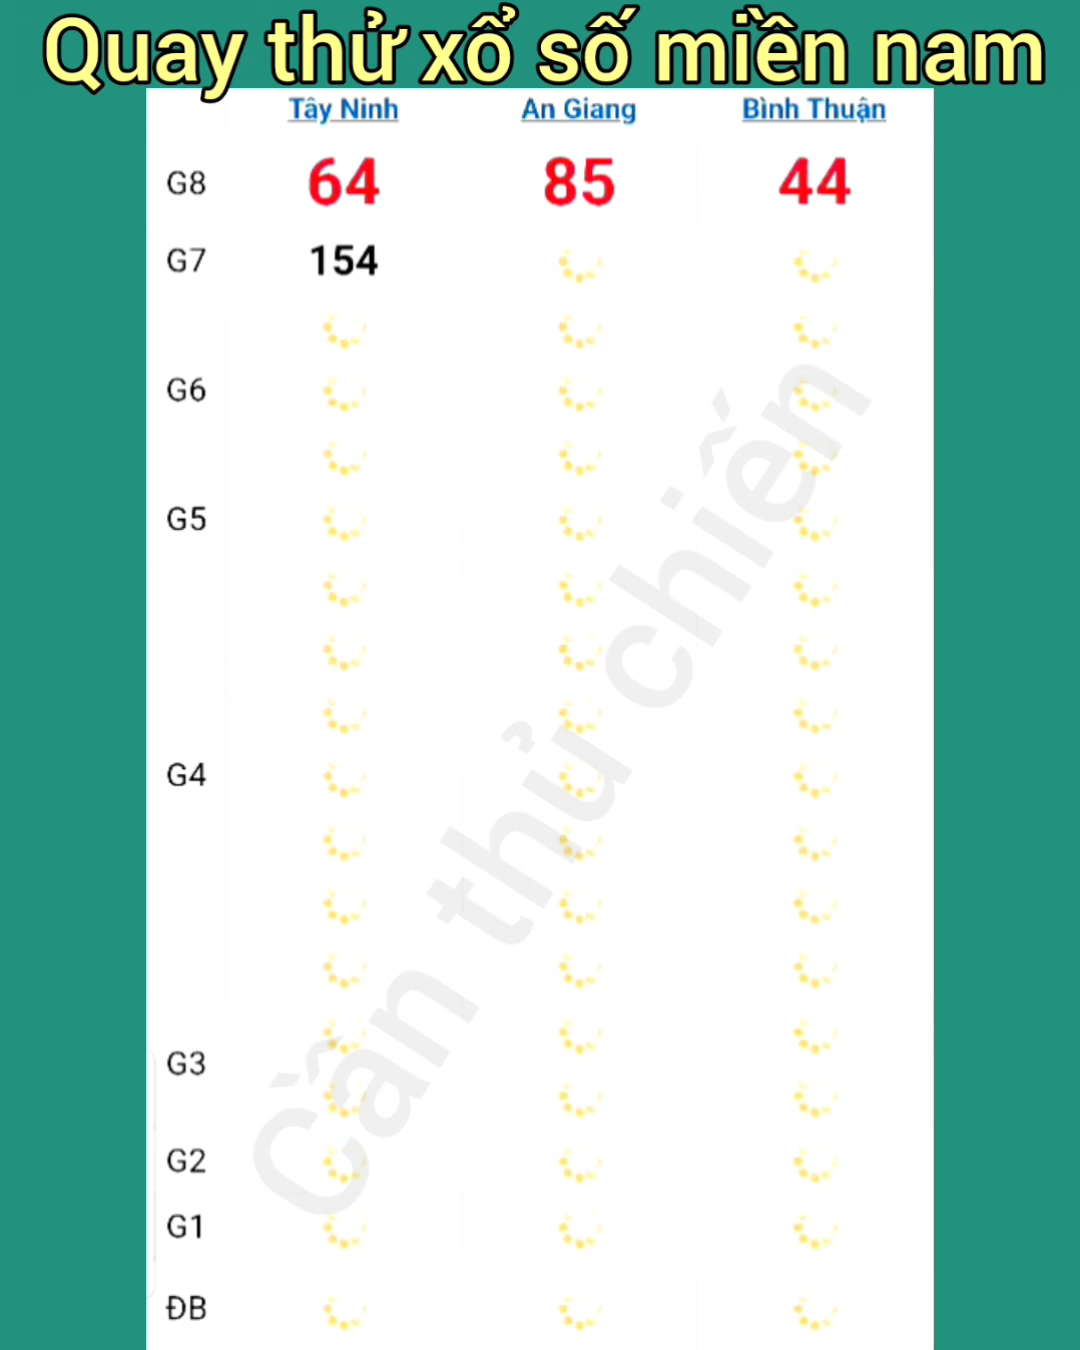 Quay thử xổ số miền nam
Tây Ninh An Giang Bình Thuận
G8 64 85 44
G7 154
G6
G5
G4
G3
G2
G1
ĐB
Cần thủ chiến